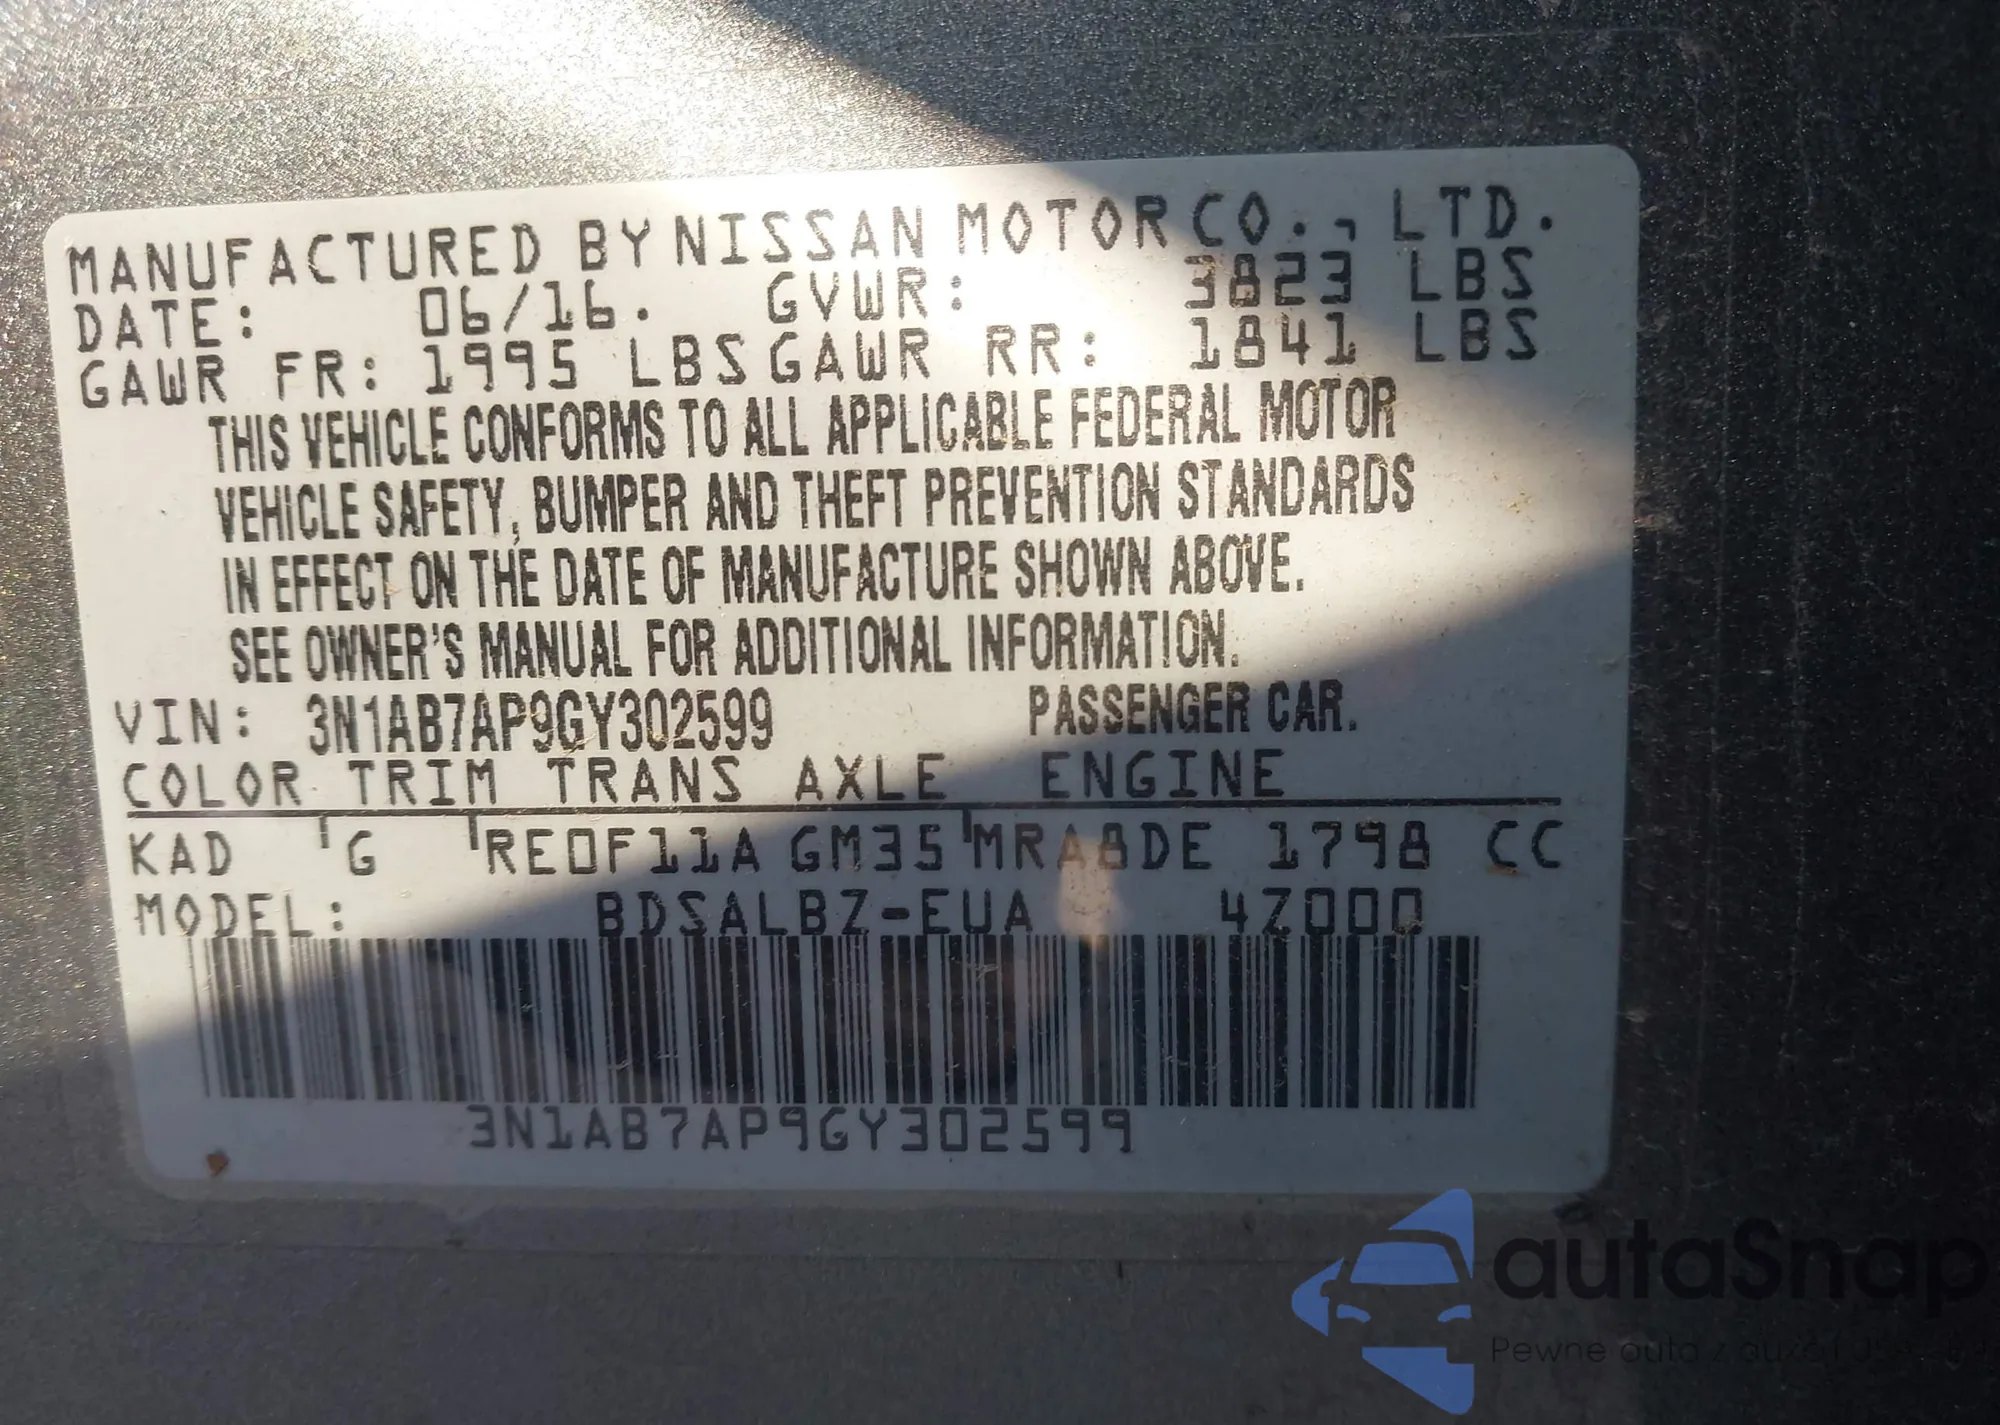 MANUFACTURED BY NISSAN MOTOR CO., LTD.
DATE: 06/16. GVWR: 3823 LBS
GAWR FR: 1995 LBS GAWR RR: 1841 LBS
THIS VEHICLE CONFORMS TO ALL APPLICABLE FEDERAL MOTOR
VEHICLE SAFETY, BUMPER AND THEFT PREVENTION STANDARDS
IN EFFECT ON THE DATE OF MANUFACTURE SHOWN ABOVE.
SEE OWNER'S MANUAL FOR ADDITIONAL INFORMATION.
VIN: 3N1AB7AP9GY302599 PASSENGER CAR.
COLOR TRIM TRANS AXLE ENGINE
KAD G RE0F11A GM35 MRA8DE 1798 CC
MODEL: BDSALBZ-EUA 4Z000
3N1AB7AP9GY302599
autaSnap
Pewne auta z aukcji